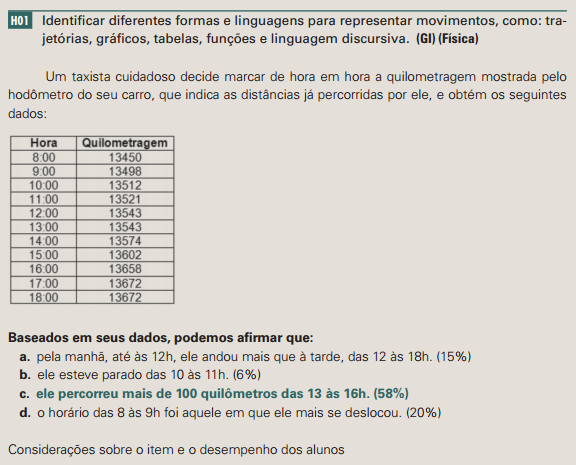 H01 Identificar diferentes formas e linguagens para representar movimentos, como: tra-
jetórias, gráficos, tabelas, funções e linguagem discursiva. (GI) (Física)
Um taxista cuidadoso decide marcar de hora em hora a quilometragem mostrada pelo
hodômetro do seu carro, que indica as distâncias já percorridas por ele, e obtém os seguintes
dados:
Hora Quilometragem
8:00 13450
9:00 13498
10:00 13512
11:00 13521
12:00 13543
13:00 13543
14:00 13574
15:00 13602
16:00 13658
17:00 13672
18:00 13672
Baseados em seus dados, podemos afirmar que:
a. pela manhã, até às 12h, ele andou mais que à tarde, das 12 às 18h. (15%)
b. ele esteve parado das 10 às 11h. (6%)
c. ele percorreu mais de 100 quilômetros das 13 às 16h. (58%)
d. o horário das 8 às 9h foi aquele em que ele mais se deslocou. (20%)
Considerações sobre o item e o desempenho dos alunos